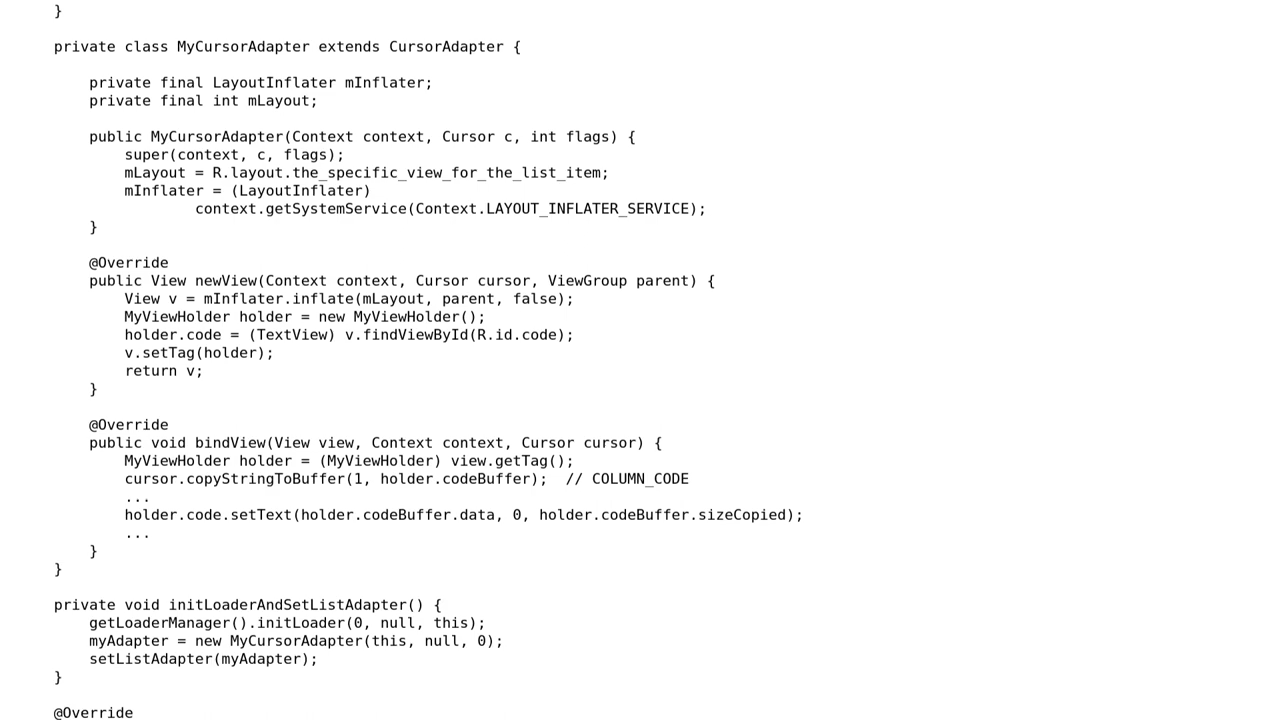 }
private class MyCursorAdapter extends CursorAdapter {
private final LayoutInflater mInflater;
private final int mLayout;
public MyCursorAdapter(Context context, Cursor c, int flags) {
super(context, c, flags);
mLayout = R.layout.the_specific_view_for_the_list_item;
mInflater = (LayoutInflater)
context.getSystemService(Context.LAYOUT_INFLATER_SERVICE);
}
@Override
public View newView(Context context, Cursor cursor, ViewGroup parent) {
View v = mInflater.inflate(mLayout, parent, false);
MyViewHolder holder = new MyViewHolder();
holder.code = (TextView) v.findViewById(R.id.code);
v.setTag(holder);
return v;
}
@Override
public void bindView(View view, Context context, Cursor cursor) {
MyViewHolder holder = (MyViewHolder) view.getTag();
cursor.copyStringToBuffer(1, holder.codeBuffer);  // COLUMN_CODE
...
holder.code.setText(holder.codeBuffer.data, 0, holder.codeBuffer.sizeCopied);
...
}
}
private void initLoaderAndSetListAdapter() {
getLoaderManager().initLoader(0, null, this);
myAdapter = new MyCursorAdapter(this, null, 0);
setListAdapter(myAdapter);
}
@Override